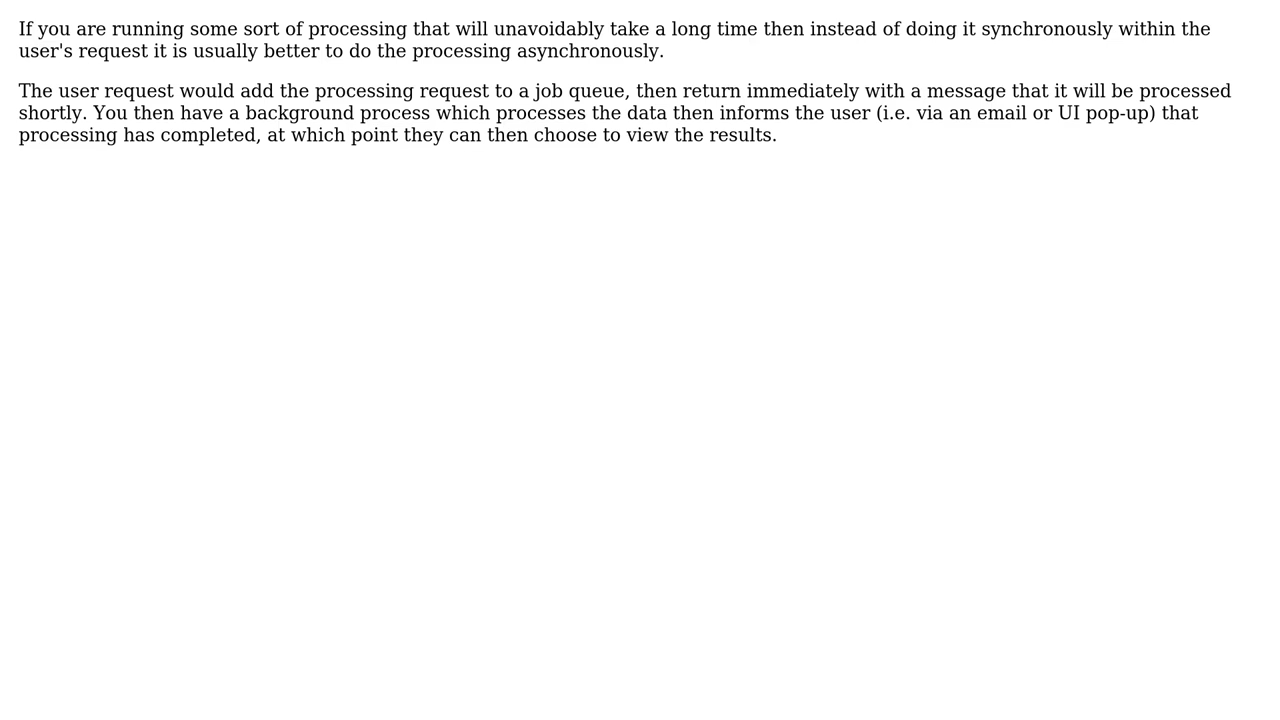 If you are running some sort of processing that will unavoidably take a long time then instead of doing it synchronously within the
user's request it is usually better to do the processing asynchronously.
The user request would add the processing request to a job queue, then return immediately with a message that it will be processed
shortly. You then have a background process which processes the data then informs the user (i.e. via an email or UI pop-up) that
processing has completed, at which point they can then choose to view the results.